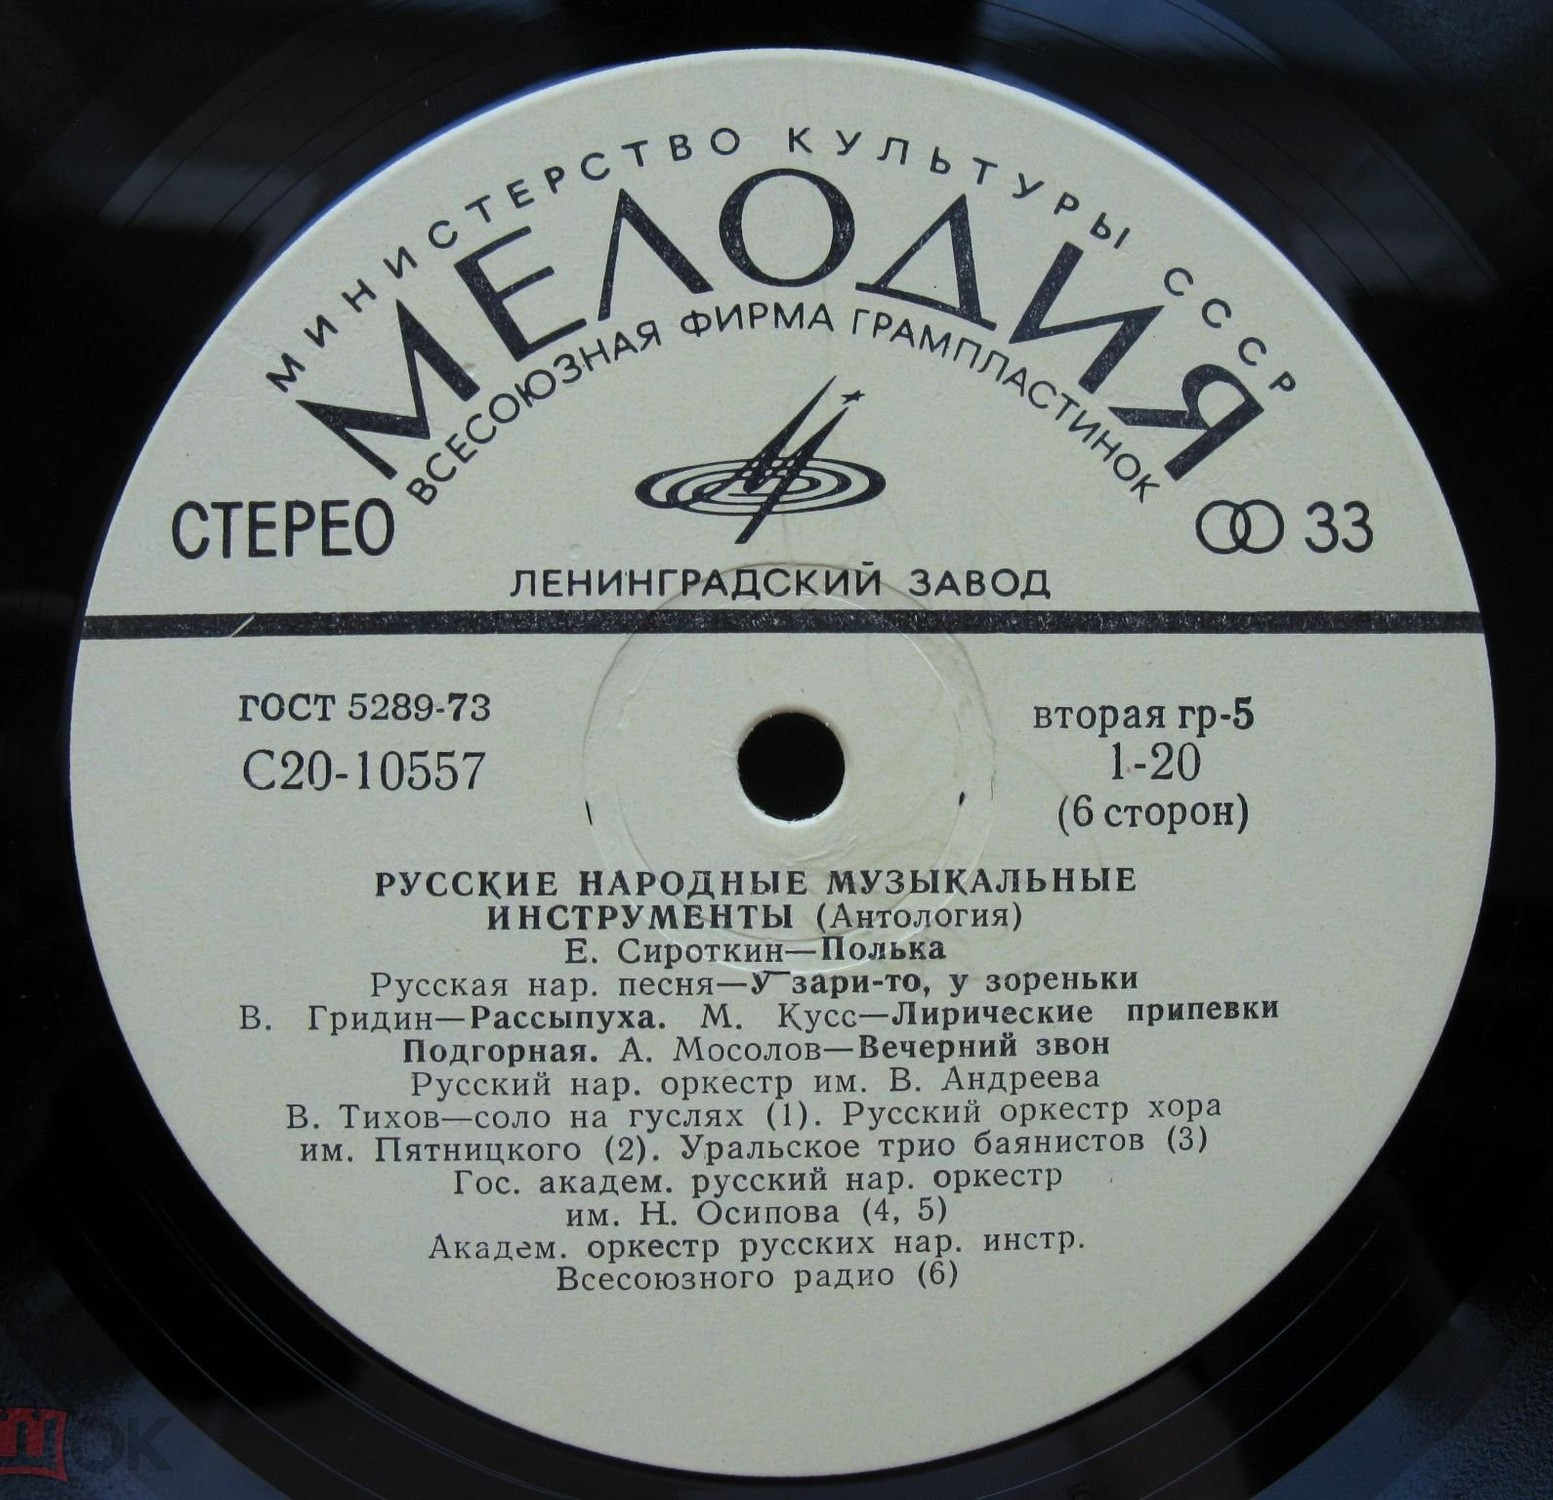 МИНИСТЕРСТВО КУЛЬТУРЫ СССР
МЕЛОДИЯ
ВСЕСОЮЗНАЯ ФИРМА ГРАМПЛАСТИНОК
СТЕРЕО
33
ЛЕНИНГРАДСКИЙ ЗАВОД
ГОСТ 5289-73
вторая гр-5
С20-10557
1-20
(6 сторон)
РУССКИЕ НАРОДНЫЕ МУЗЫКАЛЬНЫЕ
ИНСТРУМЕНТЫ (Антология)
Е. Сироткин—Полька
Русская нар. песня—У зари-то, у зореньки
В. Гридин—Рассыпуха. М. Кусс—Лирические припевки
Подгорная. А. Мосолов—Вечерний звон
Русский нар. оркестр им. В. Андреева
В. Тихов—соло на гуслях (1). Русский оркестр хора
им. Пятницкого (2). Уральское трио баянистов (3)
Гос. академ. русский нар. оркестр
им. Н. Осипова (4, 5)
Академ. оркестр русских нар. инстр.
Всесоюзного радио (6)